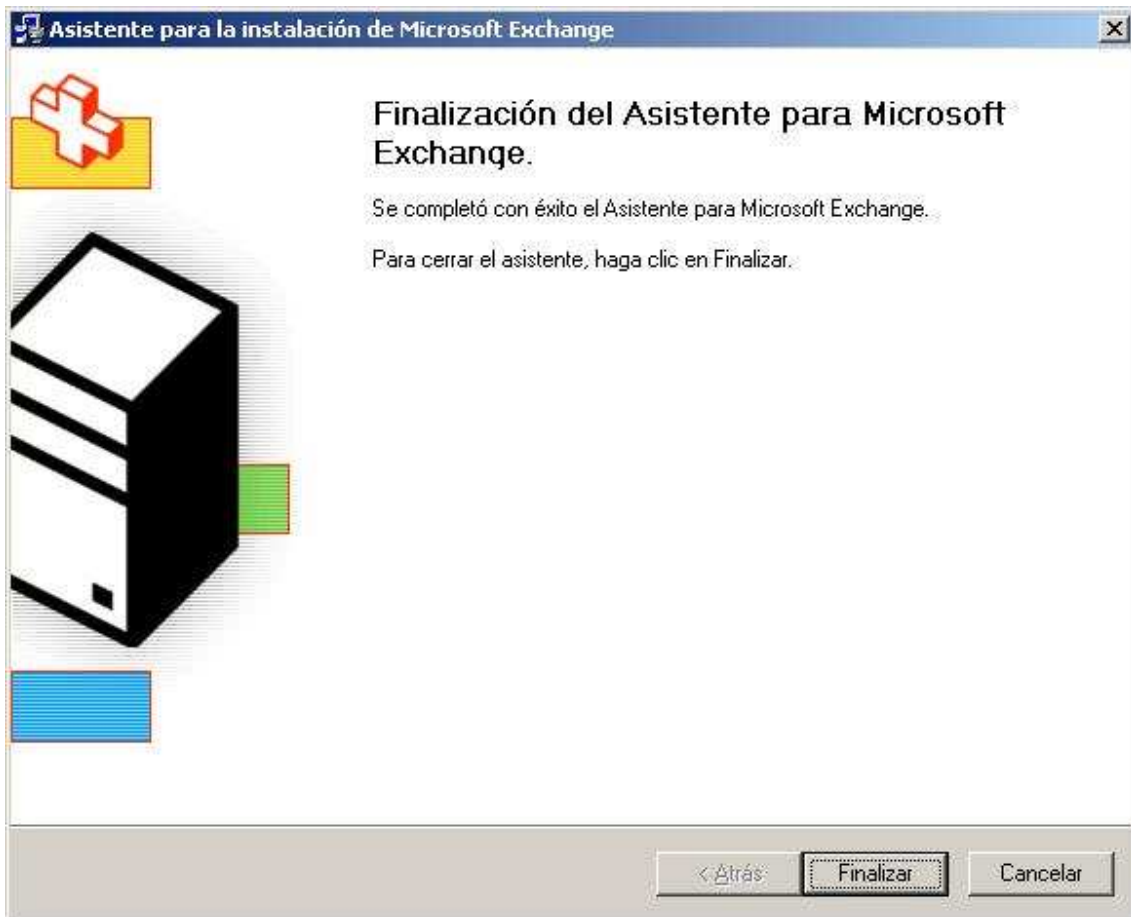 Asistente para la instalación de Microsoft Exchange
Finalización del Asistente para Microsoft
Exchange.
Se completó con éxito el Asistente para Microsoft Exchange.
Para cerrar el asistente, haga clic en Finalizar.
< Atrás
Finalizar
Cancelar